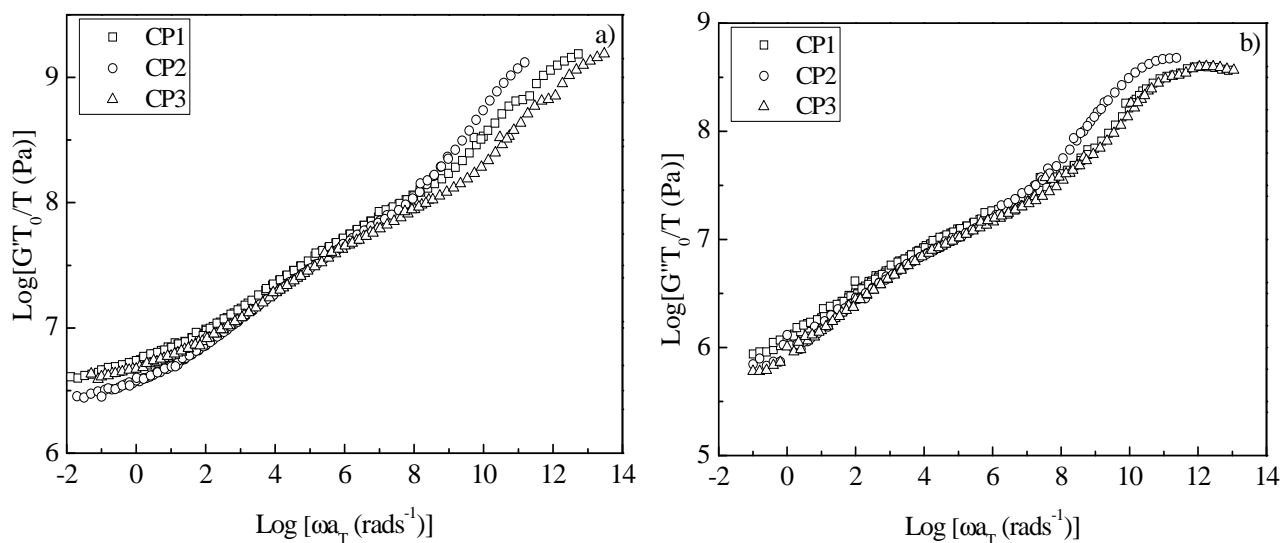 a)
CP1
CP2
CP3
9
8
7
6
Log[G'T₀/T (Pa)]
-2 0 2 4 6 8 10 12 14
Log [ωa_T (rads⁻¹)]
b)
CP1
CP2
CP3
9
8
7
6
5
Log[G''T₀/T (Pa)]
-2 0 2 4 6 8 10 12 14
Log [ωa_T (rads⁻¹)]